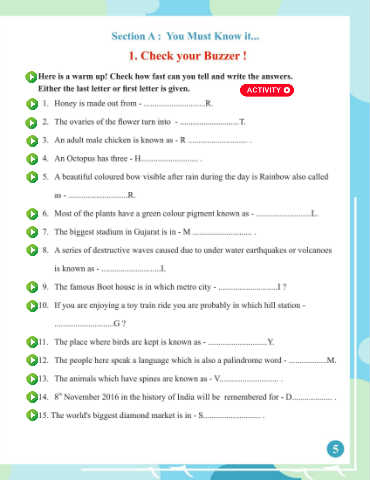 Section A : You Must Know it...
1. Check your Buzzer !
Here is a warm up! Check how fast can you tell and write the answers.
Either the last letter or first letter is given.
ACTIVITY
1. Honey is made out from - .............................R.
2. The ovaries of the flower turn into - ............................T.
3. An adult male chicken is known as - R ............................ .
4. An Octopus has three - H........................... .
5. A beautiful coloured bow visible after rain during the day is Rainbow also called
as - ............................R.
6. Most of the plants have a green colour pigment known as - ..........................L.
7. The biggest stadium in Gujarat is in - M ............................ .
8. A series of destructive waves caused due to under water earthquakes or volcanoes
is known as - ............................I.
9. The famous Boot house is in which metro city - ............................I ?
10. If you are enjoying a toy train ride you are probably in which hill station -
............................G ?
11. The place where birds are kept is known as - ............................Y.
12. The people here speak a language which is also a palindrome word - ..................M.
13. The animals which have spines are known as - V............................ .
14. 8th November 2016 in the history of India will be remembered for - D................... .
15. The world's biggest diamond market is in - S........................... .
5